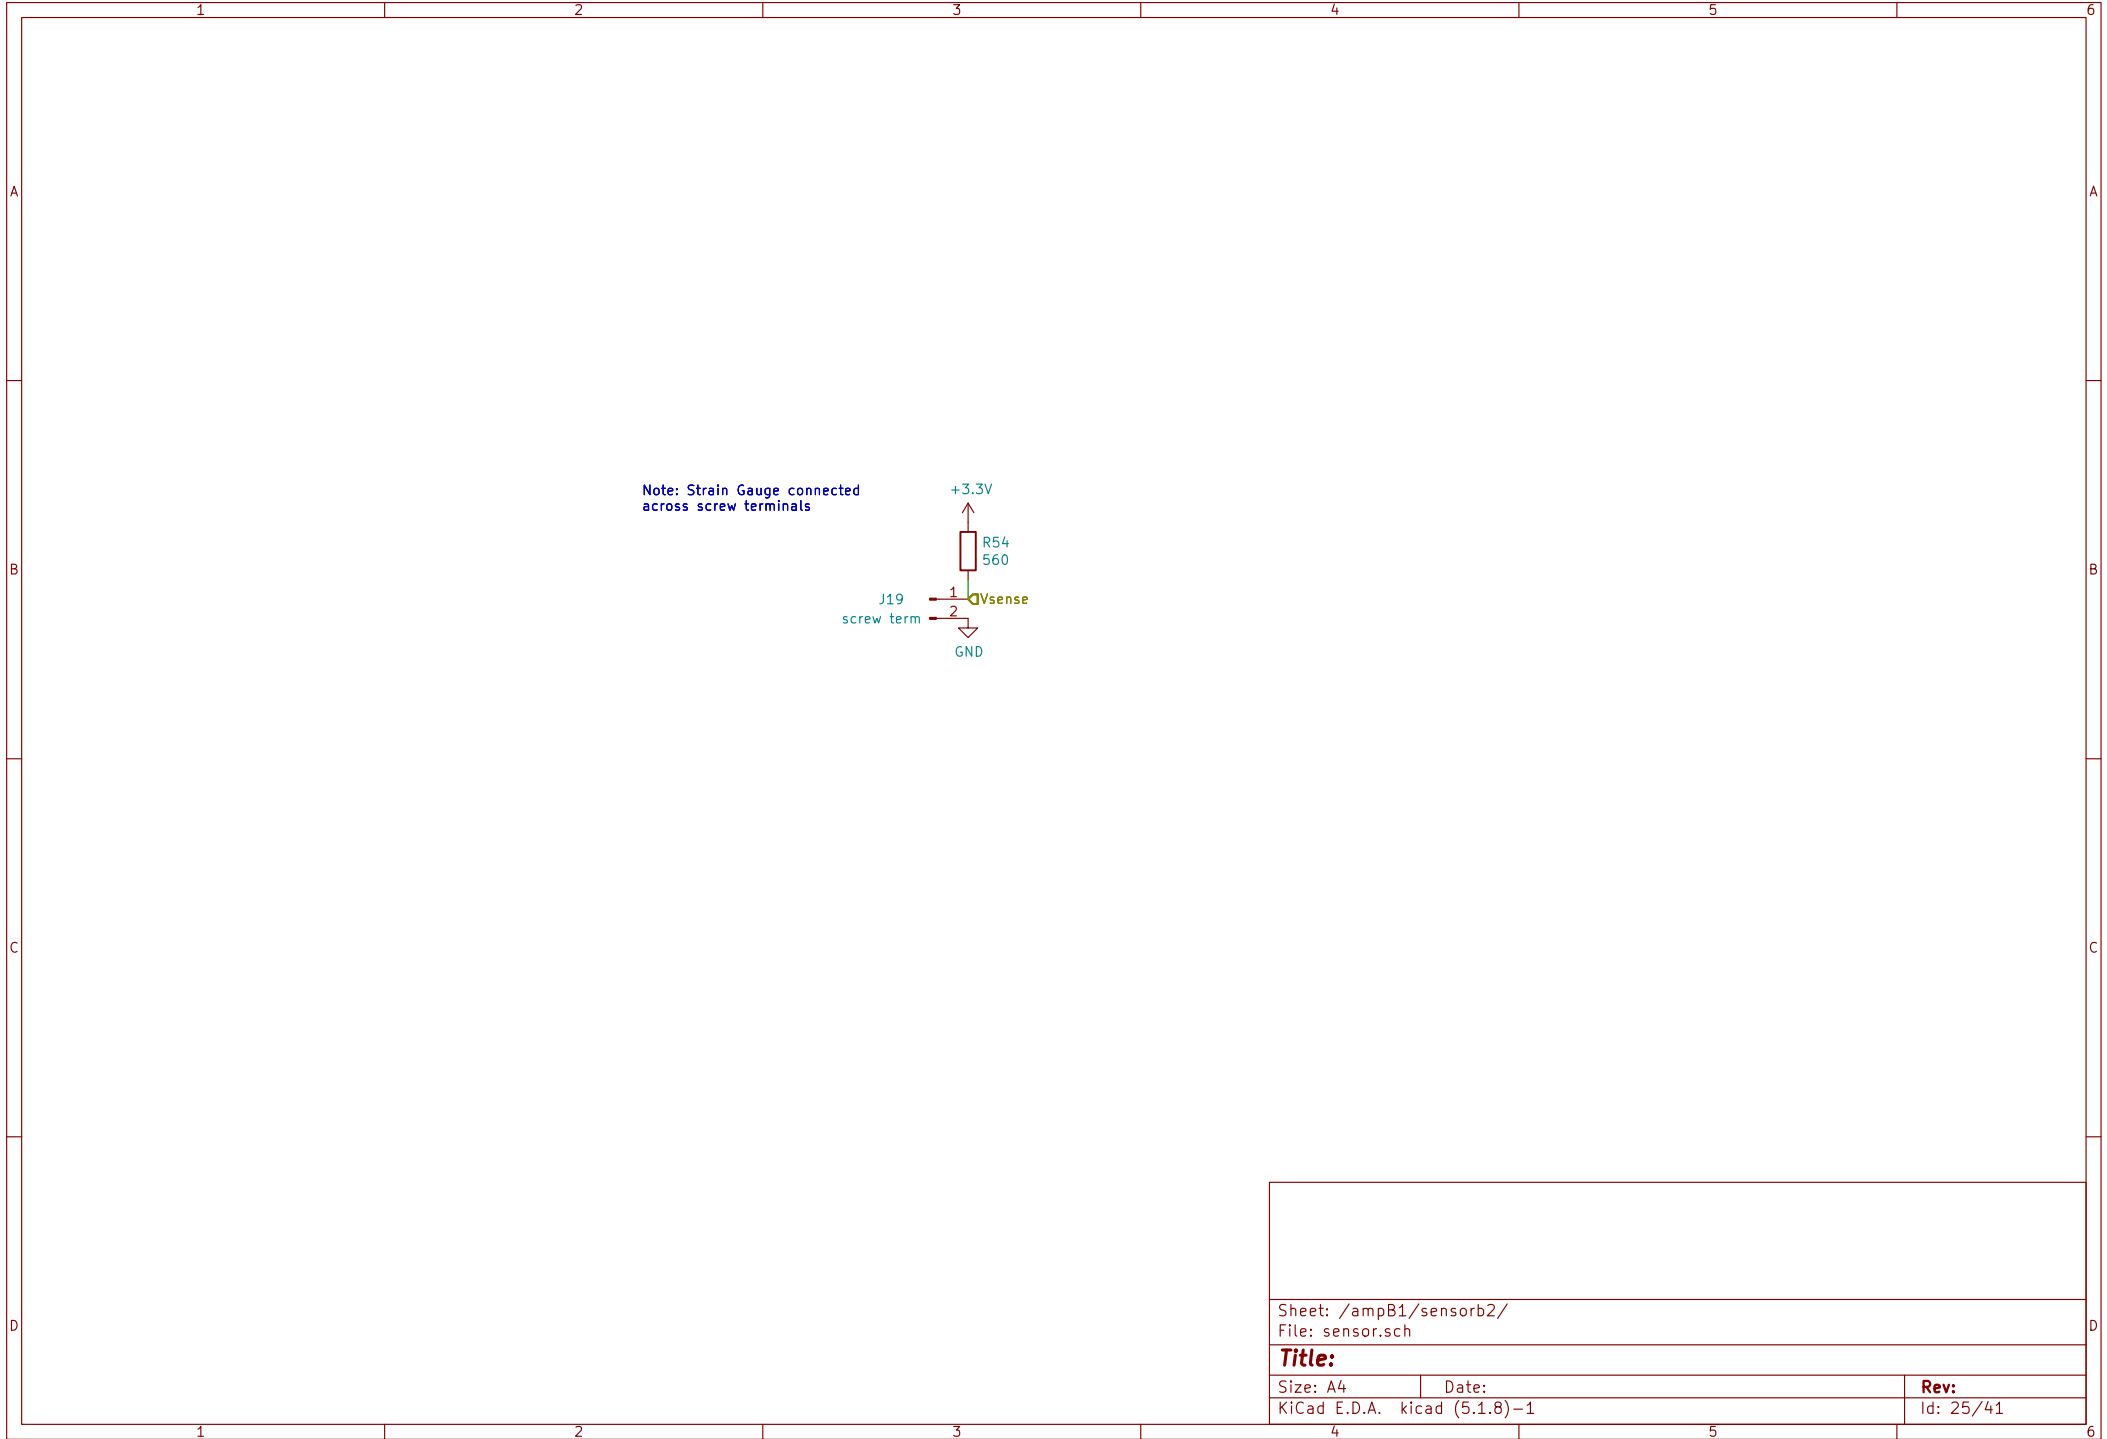 1 2 3 4 5 6
A A
Note: Strain Gauge connected
across screw terminals
+3.3V
R54
560
B B
1
J19
Vsense
2
screw term
GND
C C
Sheet: /ampB1/sensorb2/
File: sensor.sch
D D
Title:
Size: A4 Date: Rev:
KiCad E.D.A. kicad (5.1.8)-1 Id: 25/41
1 2 3 4 5 6